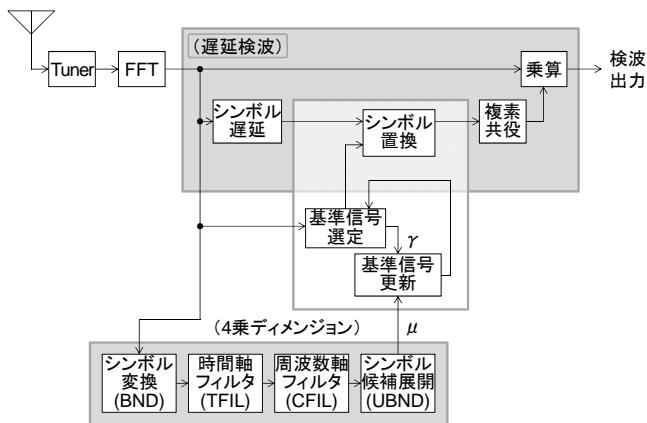 (遅延検波)
Tuner
FFT
乗算
検波
出力
シンボル
遅延
シンボル
置換
複素
共役
基準信号
選定
γ
基準信号
更新
(4乗ディメンジョン)
μ
シンボル
変換
(BND)
時間軸
フィルタ
(TFIL)
周波数軸
フィルタ
(CFIL)
シンボル
候補展開
(UBND)